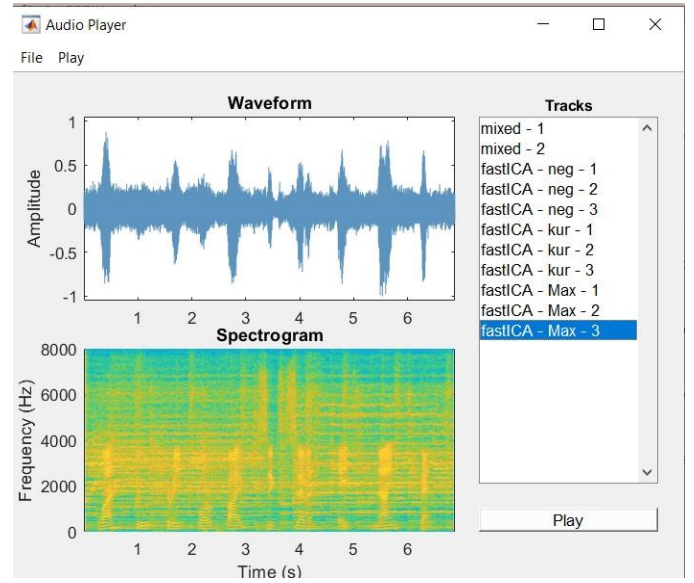 Audio Player
File Play
Waveform
Amplitude
1
0.5
0
-0.5
-1
1 2 3 4 5 6
Spectrogram
Frequency (Hz)
8000
6000
4000
2000
0
1 2 3 4 5 6
Time (s)
Tracks
mixed - 1
mixed - 2
fastICA - neg - 1
fastICA - neg - 2
fastICA - neg - 3
fastICA - kur - 1
fastICA - kur - 2
fastICA - kur - 3
fastICA - Max - 1
fastICA - Max - 2
fastICA - Max - 3
Play